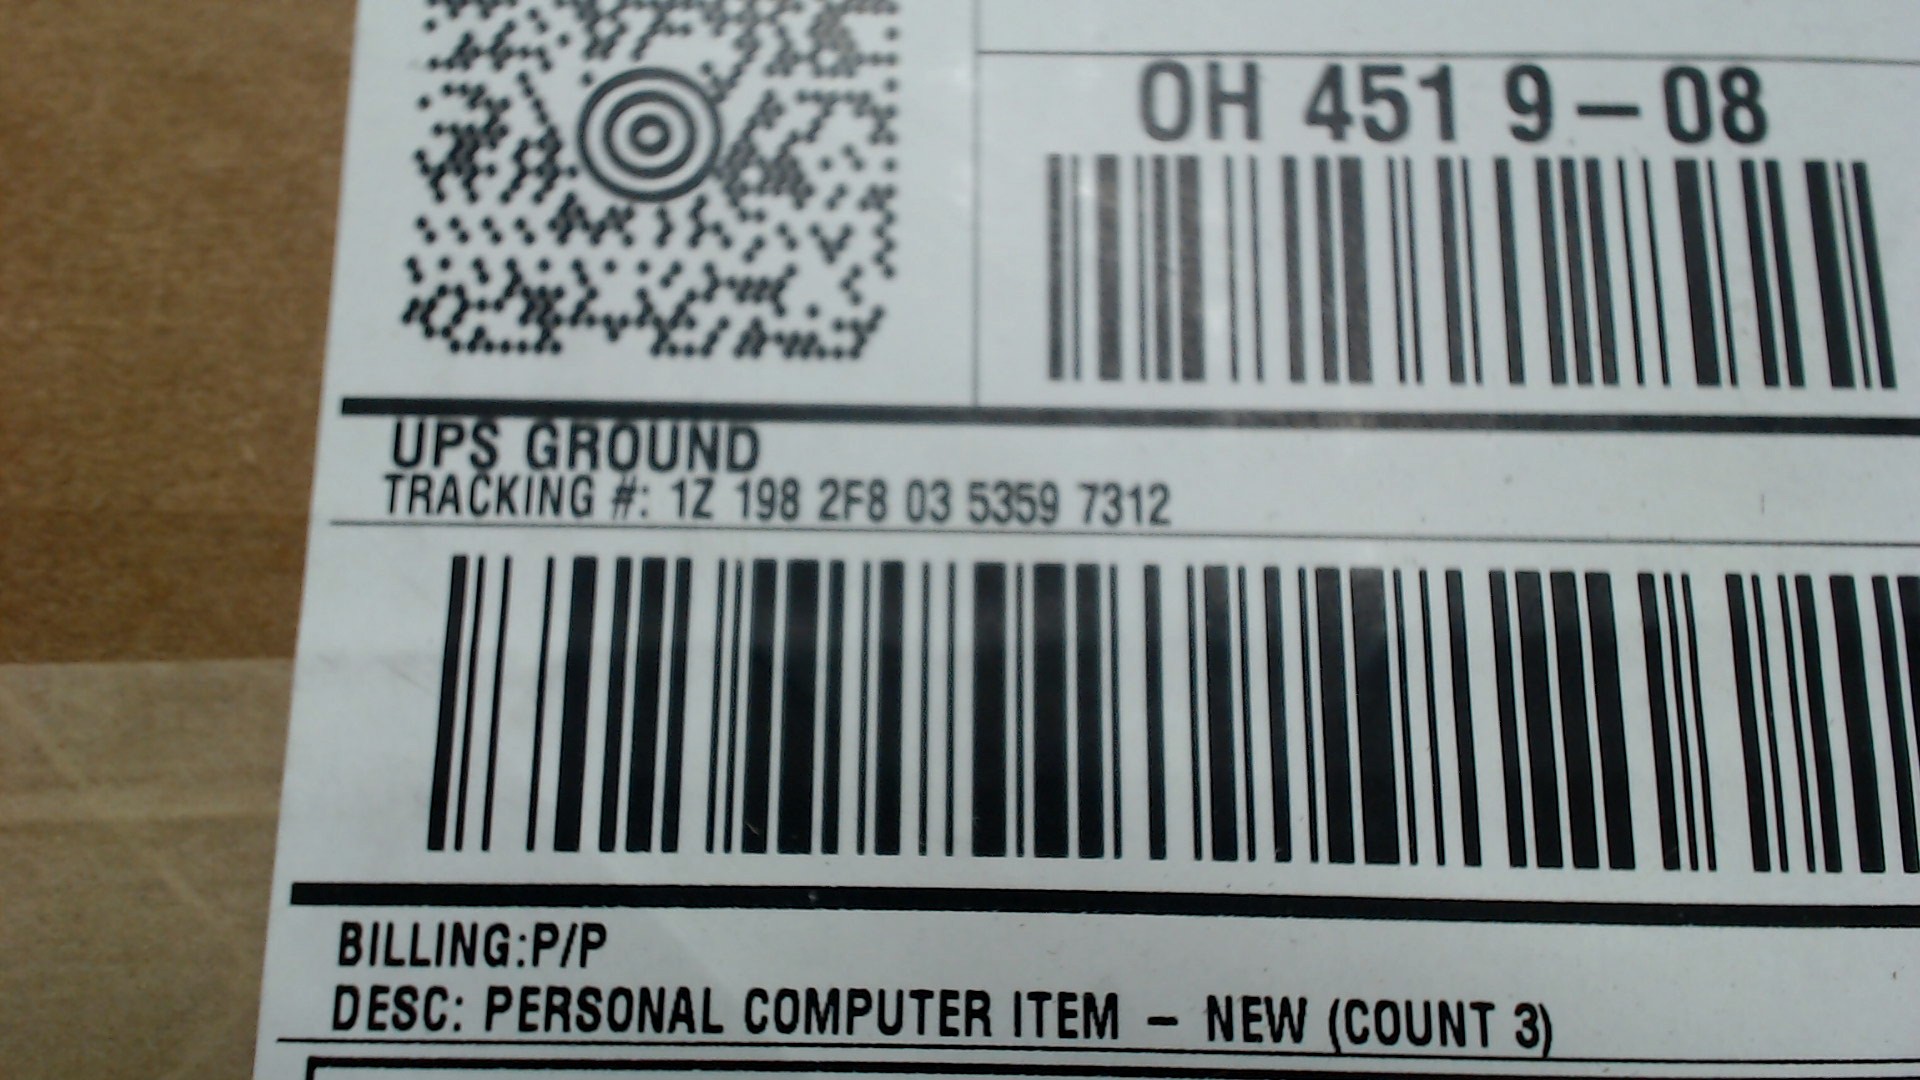 OH 451 9-08
UPS GROUND
TRACKING #: 1Z 198 2F8 03 5359 7312
BILLING:P/P
DESC: PERSONAL COMPUTER ITEM - NEW (COUNT 3)